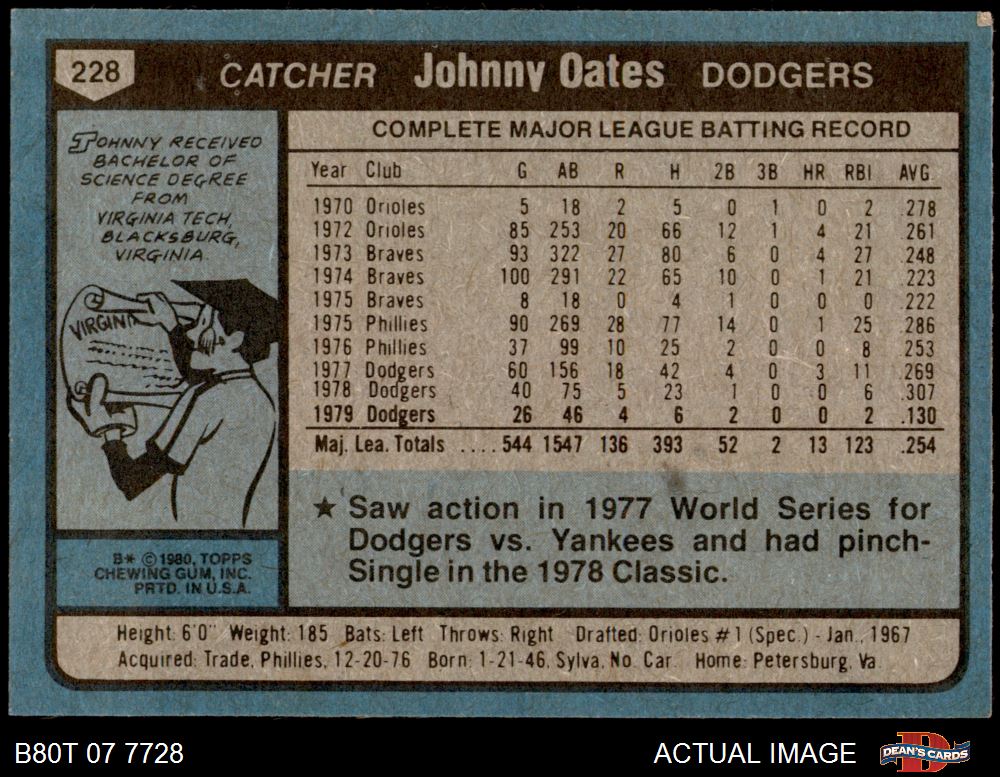 228 CATCHER Johnny Oates DODGERS
JOHNNY RECEIVED
BACHELOR OF
SCIENCE DEGREE
FROM
VIRGINIA TECH,
BLACKSBURG,
VIRGINIA.
VIRGINIA
B* © 1980, TOPPS
CHEWING GUM, INC.
PRTD. IN U.S.A.
COMPLETE MAJOR LEAGUE BATTING RECORD
Year Club G AB R H 2B 3B HR RBI AVG.
1970 Orioles 5 18 2 5 0 1 0 2 .278
1972 Orioles 85 253 20 66 12 1 4 21 .261
1973 Braves 93 322 27 80 6 0 4 27 .248
1974 Braves 100 291 22 65 10 0 1 21 .223
1975 Braves 8 18 0 4 1 0 0 0 .222
1975 Phillies 90 269 28 77 14 0 1 25 .286
1976 Phillies 37 99 10 25 2 0 0 8 .253
1977 Dodgers 60 156 18 42 4 0 3 11 .269
1978 Dodgers 40 75 5 23 1 0 0 6 .307
1979 Dodgers 26 46 4 6 2 0 0 2 .130
Maj. Lea. Totals ....544 1547 136 393 52 2 13 123 .254
★ Saw action in 1977 World Series for
Dodgers vs. Yankees and had pinch-
Single in the 1978 Classic.
Height: 6'0" Weight: 185 Bats: Left Throws: Right Drafted: Orioles #1 (Spec.) - Jan., 1967
Acquired: Trade, Phillies, 12-20-76 Born: 1-21-46, Sylva, No. Car. Home: Petersburg, Va.
B80T 07 7728 ACTUAL IMAGE DEAN'S CARDS